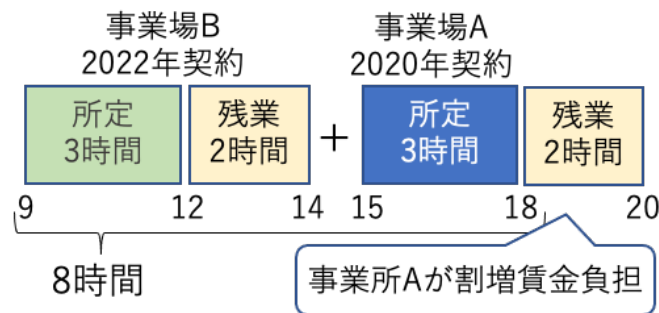 事業場B
2022年契約
事業場A
2020年契約
所定
3時間
残業
2時間
+
所定
3時間
残業
2時間
9 12 14 15 18 20
8時間
事業所Aが割増賃金負担